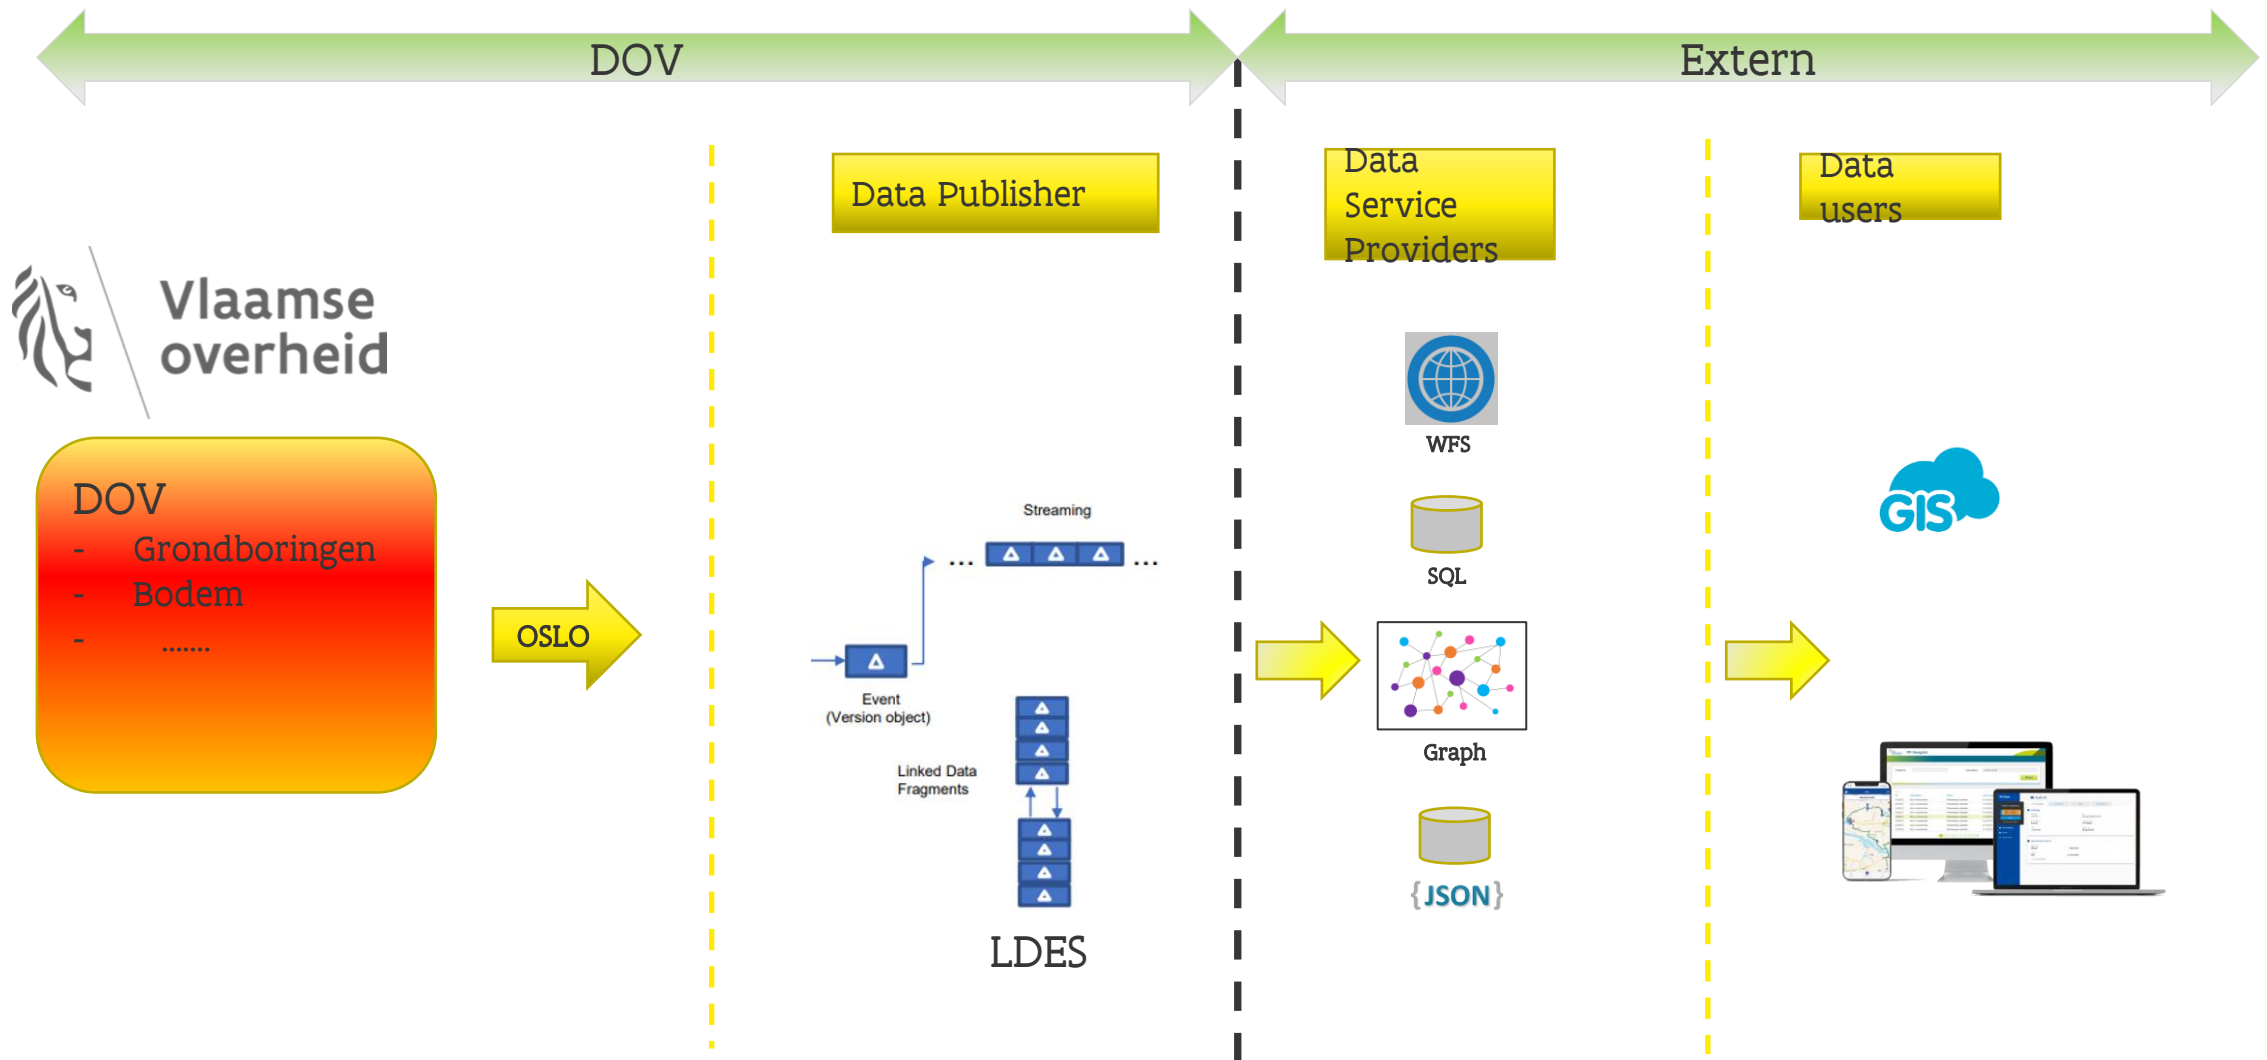 DOV
Extern
Data Publisher
Data
Service
Providers
Data
users
Vlaamse
overheid
DOV
- Grondboringen
- Bodem
- .......
OSLO
Streaming
...
...
Event
(Version object)
Linked Data
Fragments
LDES
WFS
SQL
Graph
{JSON}
GIS